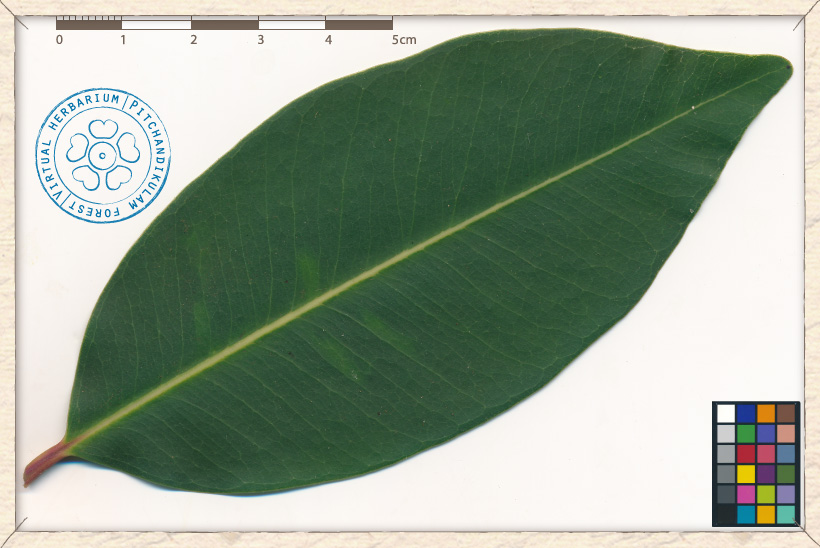 0 1 2 3 4 5cm
VIRTUAL HERBARIUM | PITCHANDIKULAM FOREST |